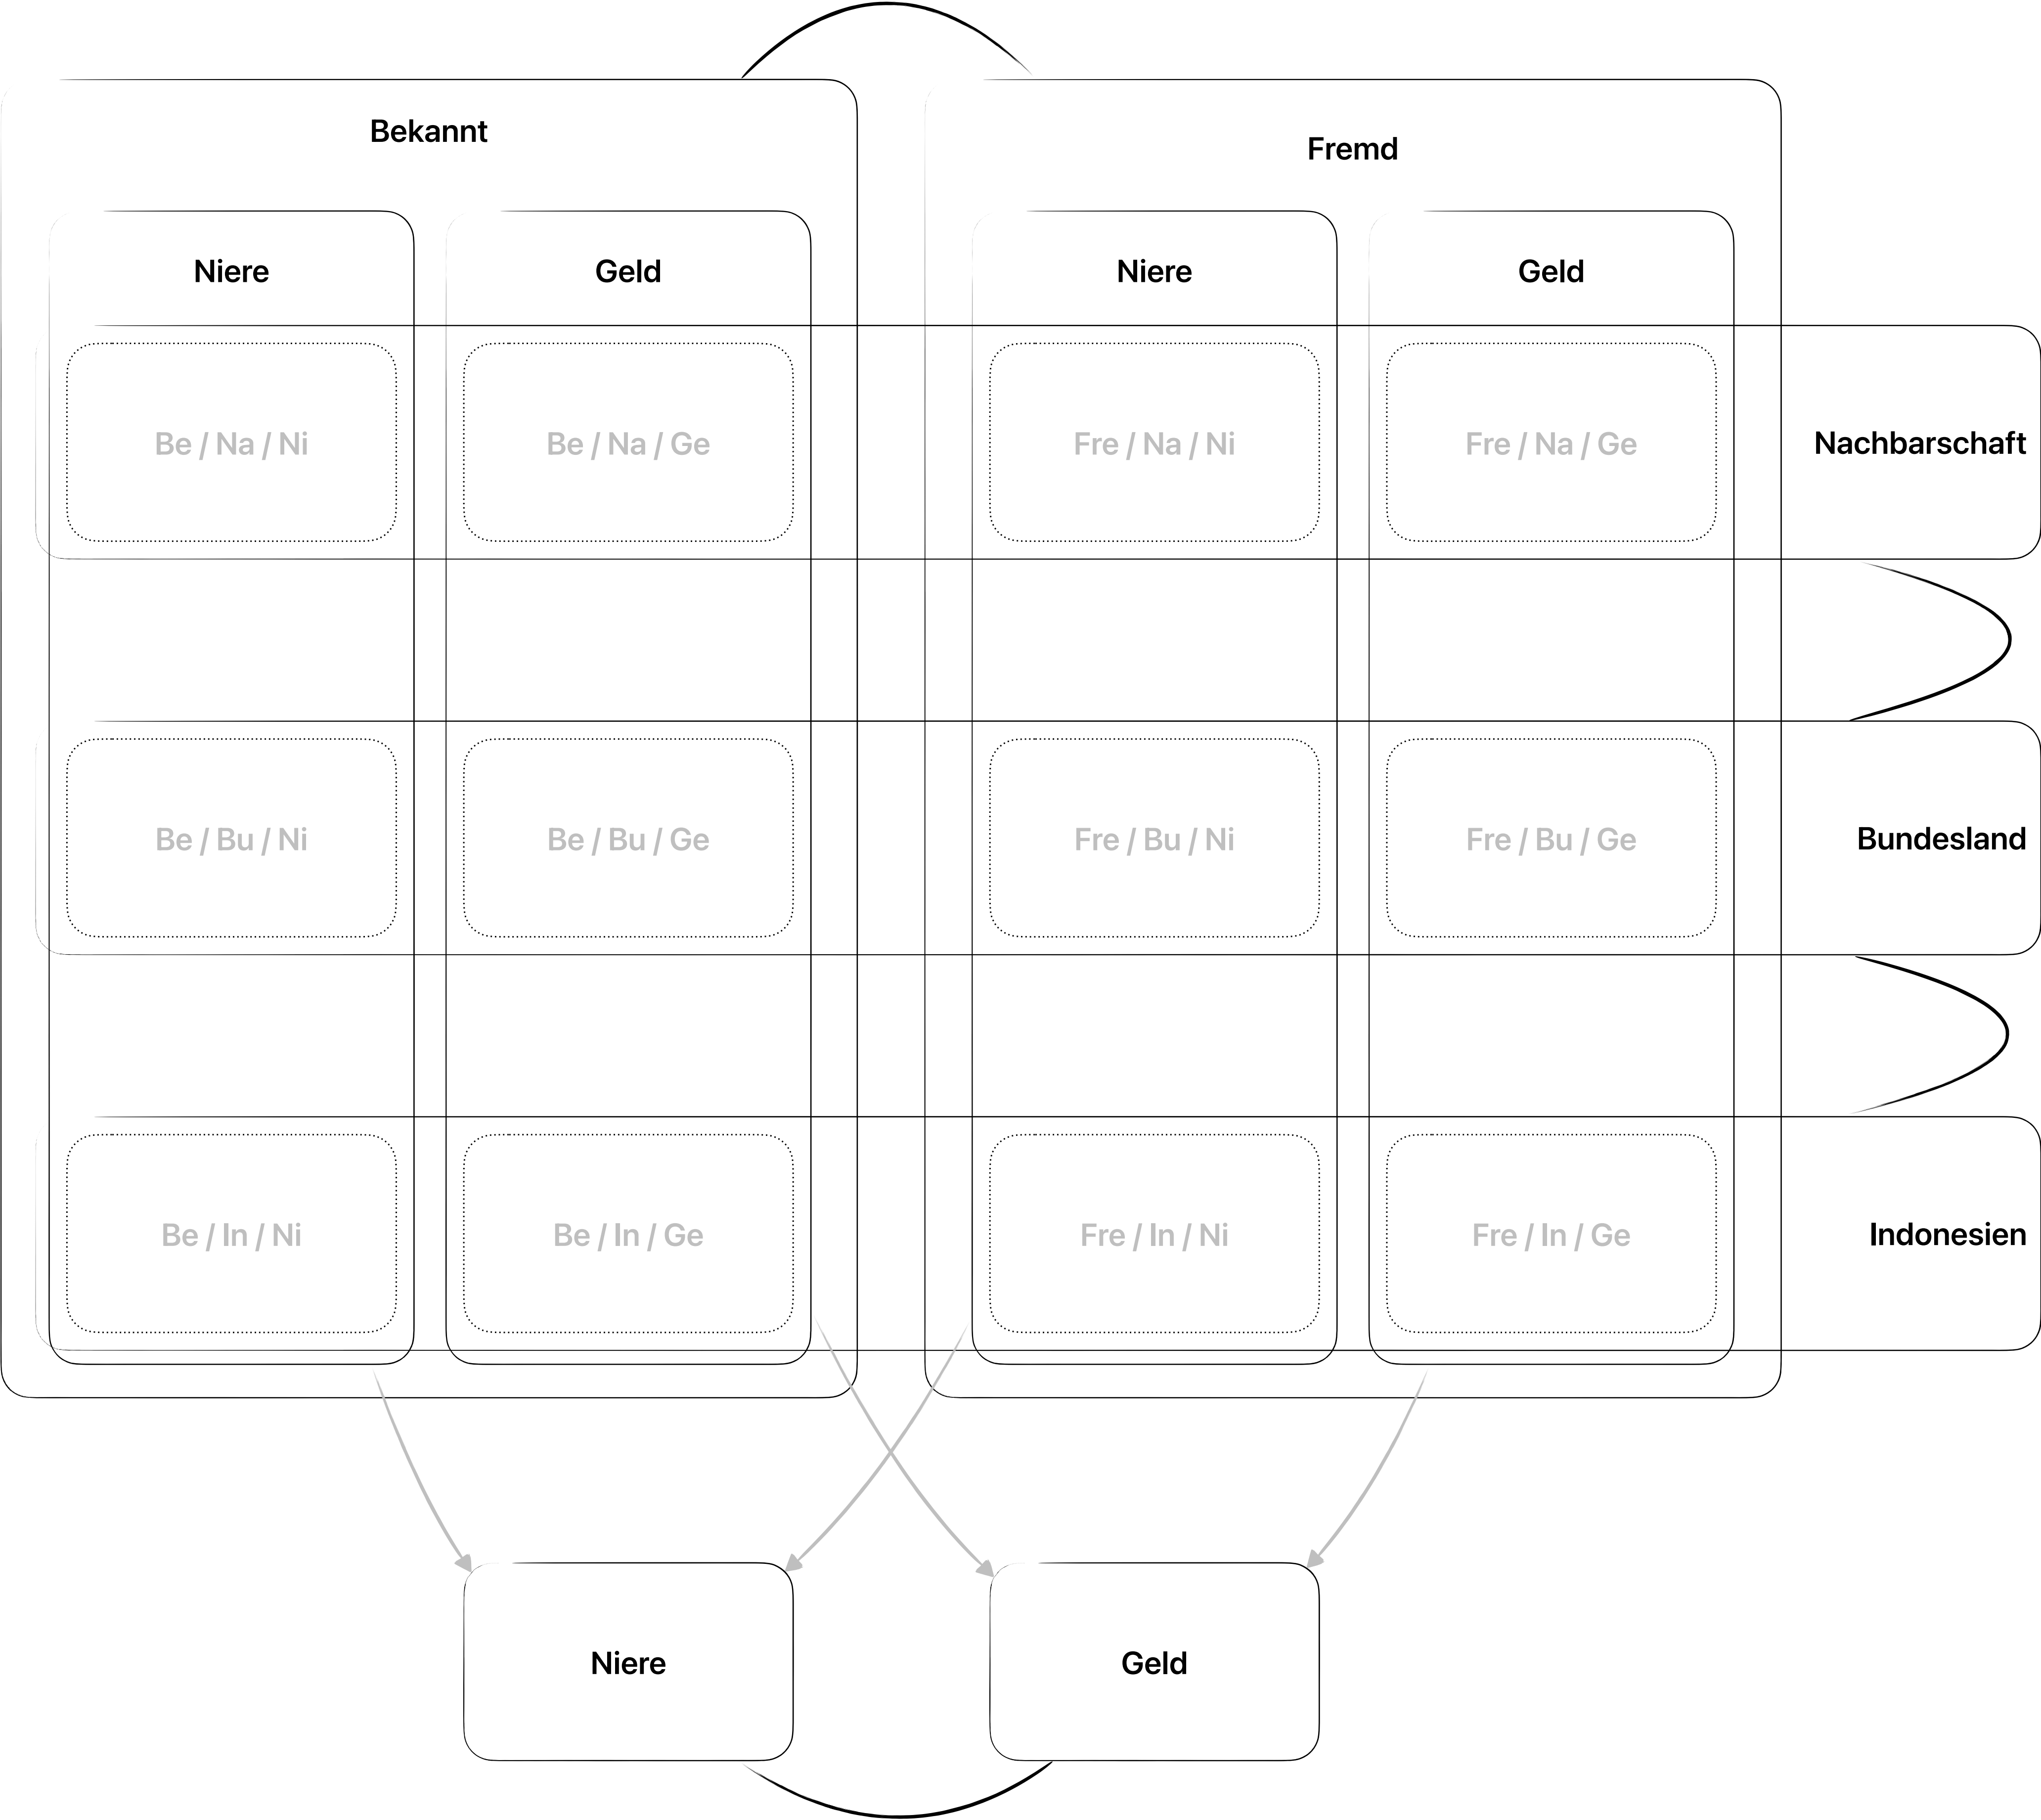 Bekannt
Fremd
Niere
Geld
Niere
Geld
Be / Na / Ni
Be / Na / Ge
Fre / Na / Ni
Fre / Na / Ge
Nachbarschaft
Be / Bu / Ni
Be / Bu / Ge
Fre / Bu / Ni
Fre / Bu / Ge
Bundesland
Be / In / Ni
Be / In / Ge
Fre / In / Ni
Fre / In / Ge
Indonesien
Niere
Geld